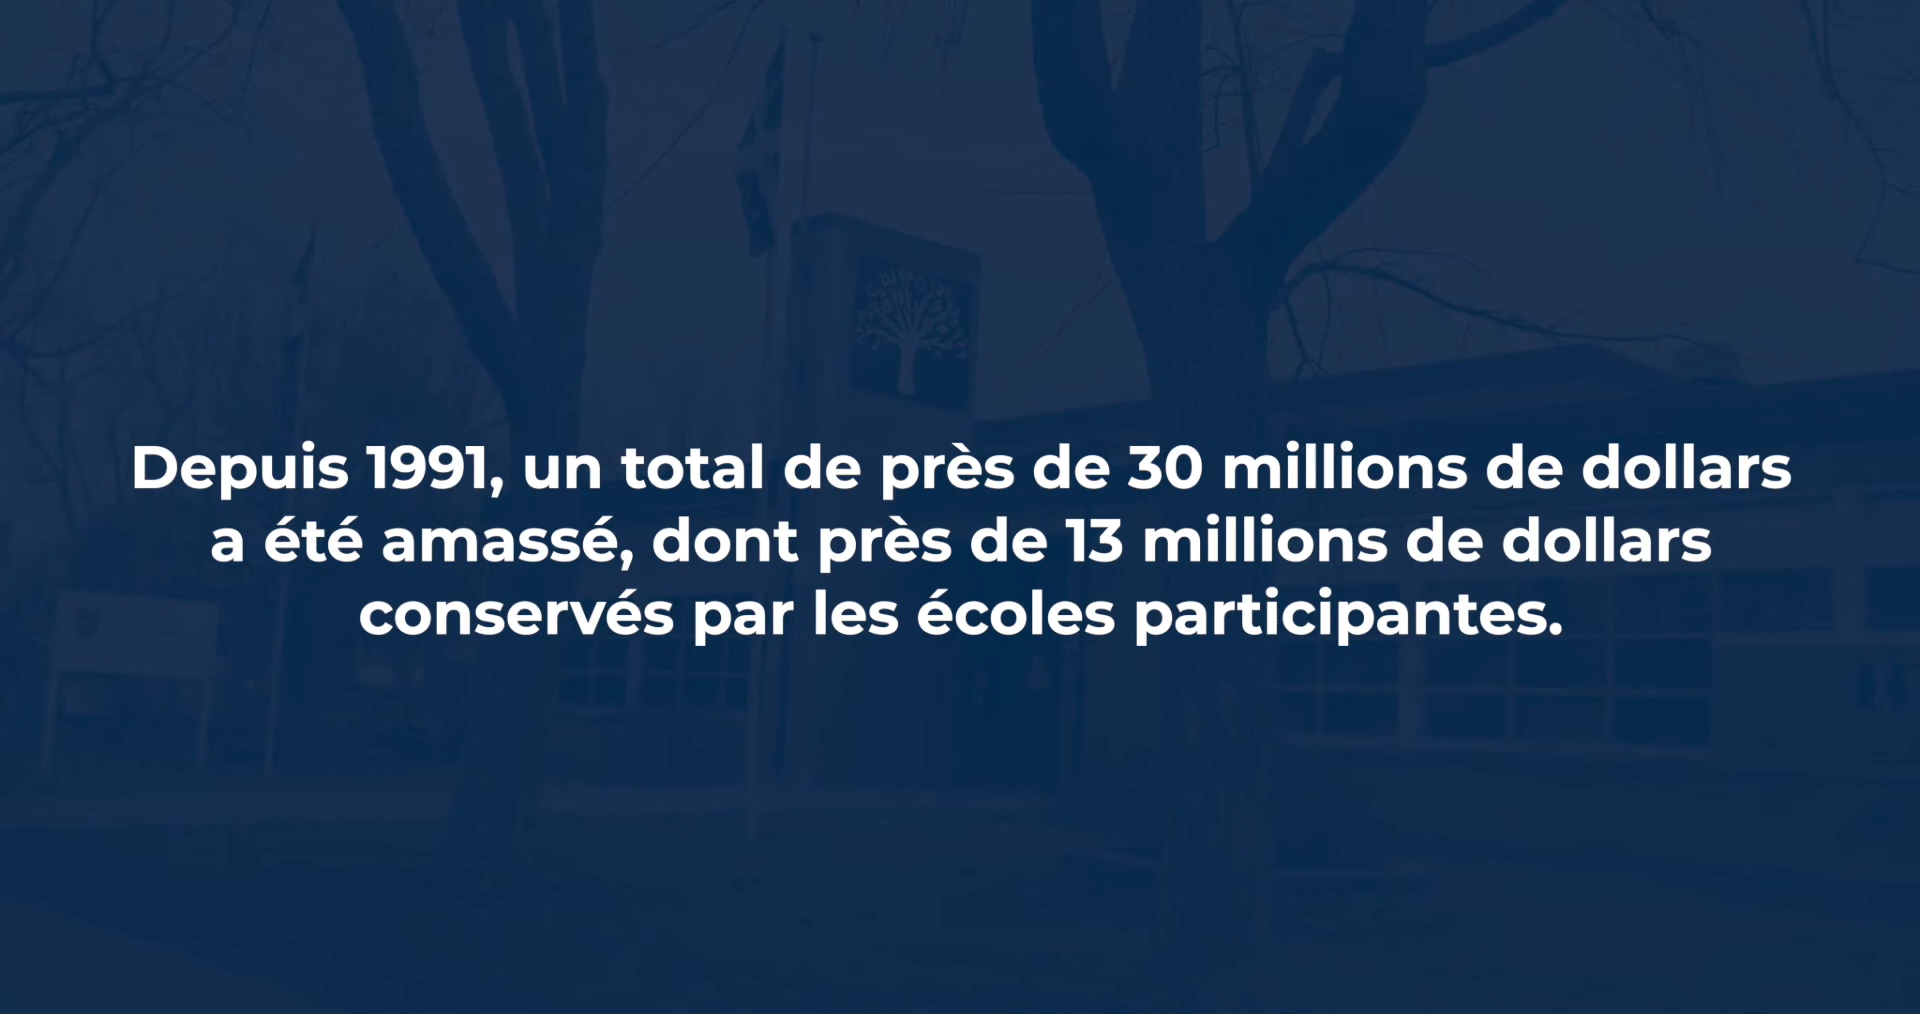 Depuis 1991, un total de près de 30 millions de dollars
a été amassé, dont près de 13 millions de dollars
conservés par les écoles participantes.